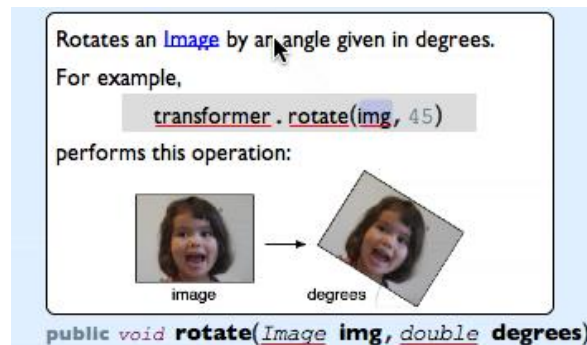 Rotates an Image by an angle given in degrees.
For example,
transformer . rotate(img, 45)
performs this operation:
image degrees
public void rotate(Image img, double degrees)